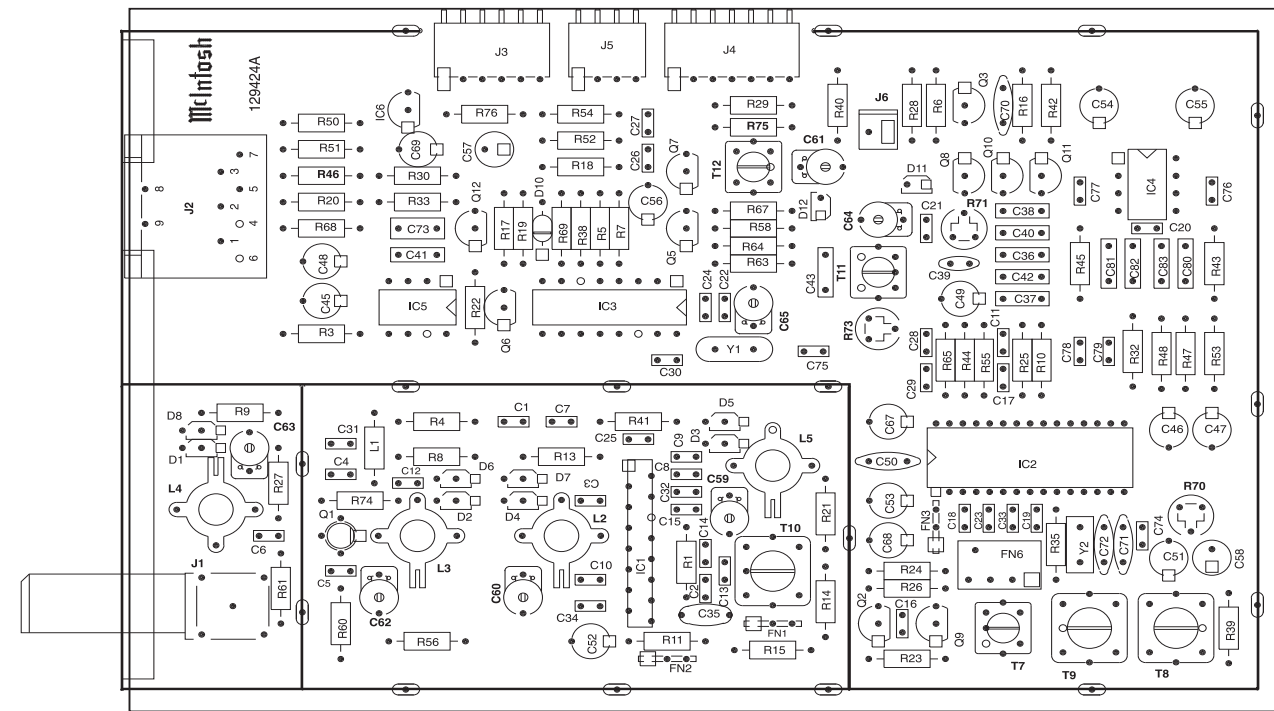 McIntosh
129424A
J3
J5
J4
IC6
R76
R54
C27
R29
R40
J6
R28
R6
Q3
C70
R16
R42
C54
C55
R50
C69
C57
R52
R75
C61
R51
R18
C26
Q7
T12
Q8
Q10
Q11
IC4
R46
R30
D11
C77
C76
J2
8
9
7
3
5
2
4
1
6
R20
R33
Q12
D10
C56
R67
D12
C64
C21
R71
C38
R68
C73
R17
R19
R69
R38
R5
R7
R58
C40
C20
C48
C41
Q5
R64
R63
T11
C39
C36
R45
C81
C82
C83
C80
R43
C45
IC5
R22
Q6
IC3
C24
C22
C65
C43
C49
C42
C37
R3
Y1
R73
C28
C11
C78
C79
R32
R48
R47
R53
C30
C75
C29
R65
R44
R55
C17
R25
R10
D8
R9
C63
D1
C31
L1
R4
C1
C7
R41
D5
C25
C9
D3
L5
C67
C46
C47
L4
R27
C4
R8
C12
D6
R13
D7
C8
C59
C50
IC2
R74
D2
D4
C3
C32
C15
C53
R70
C6
Q1
L3
L2
IC1
C14
T10
R21
C68
FN3
C18
C23
C33
C19
R35
Y2
C72
C71
C74
C51
C58
J1
R61
C5
C62
C60
C10
R1
C2
C13
R14
R24
R26
FN6
R60
C34
C35
Q2
C16
Q9
R56
C52
R11
FN1
R15
FN2
R23
T7
T9
T8
R39